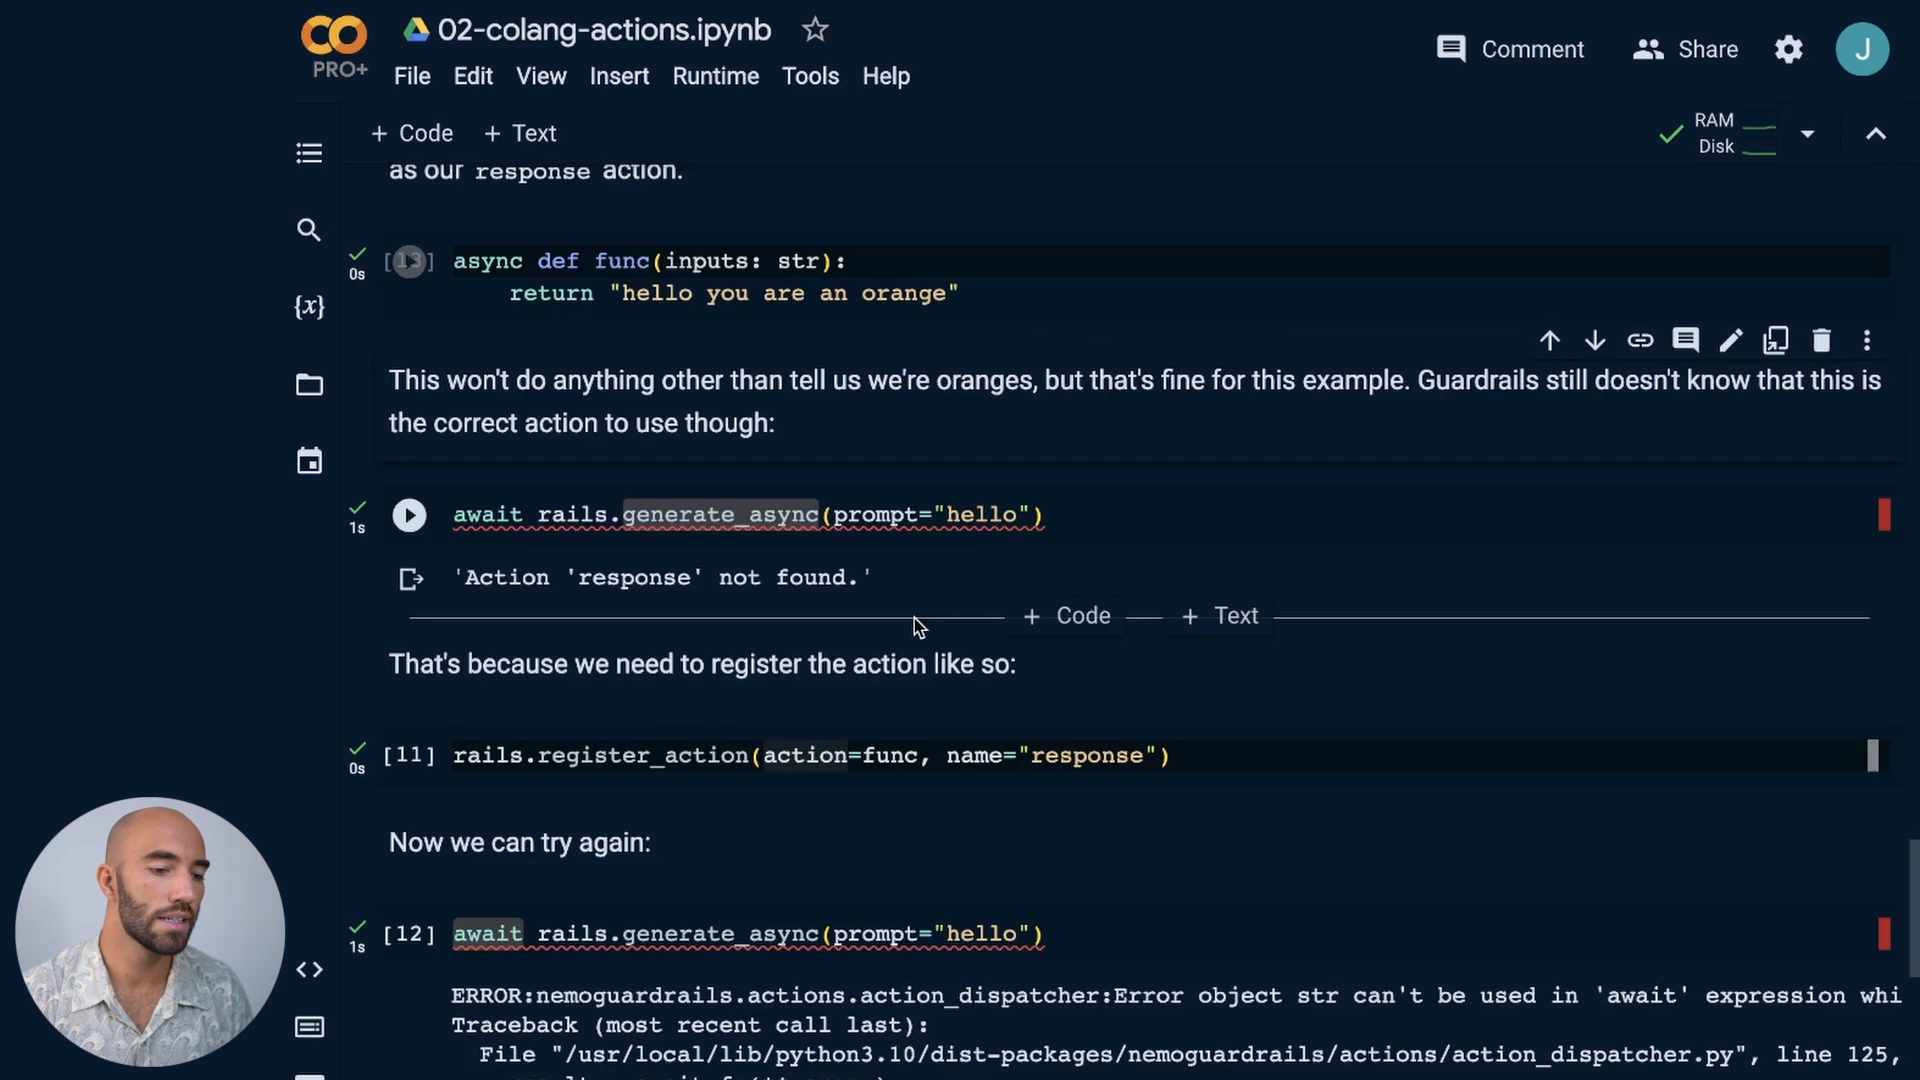 02-colang-actions.ipynb
PRO+
File Edit View Insert Runtime Tools Help
Comment
Share
J
+ Code + Text
RAM
Disk
as our response action.
0s
[13] async def func(inputs: str):
return "hello you are an orange"
This won't do anything other than tell us we're oranges, but that's fine for this example. Guardrails still doesn't know that this is
the correct action to use though:
1s
await rails.generate_async(prompt="hello")
'Action 'response' not found.'
+ Code + Text
That's because we need to register the action like so:
0s
[11] rails.register_action(action=func, name="response")
Now we can try again:
1s
[12] await rails.generate_async(prompt="hello")
ERROR:nemoguardrails.actions.action_dispatcher:Error object str can't be used in 'await' expression whi
Traceback (most recent call last):
File "/usr/local/lib/python3.10/dist-packages/nemoguardrails/actions/action_dispatcher.py", line 125,